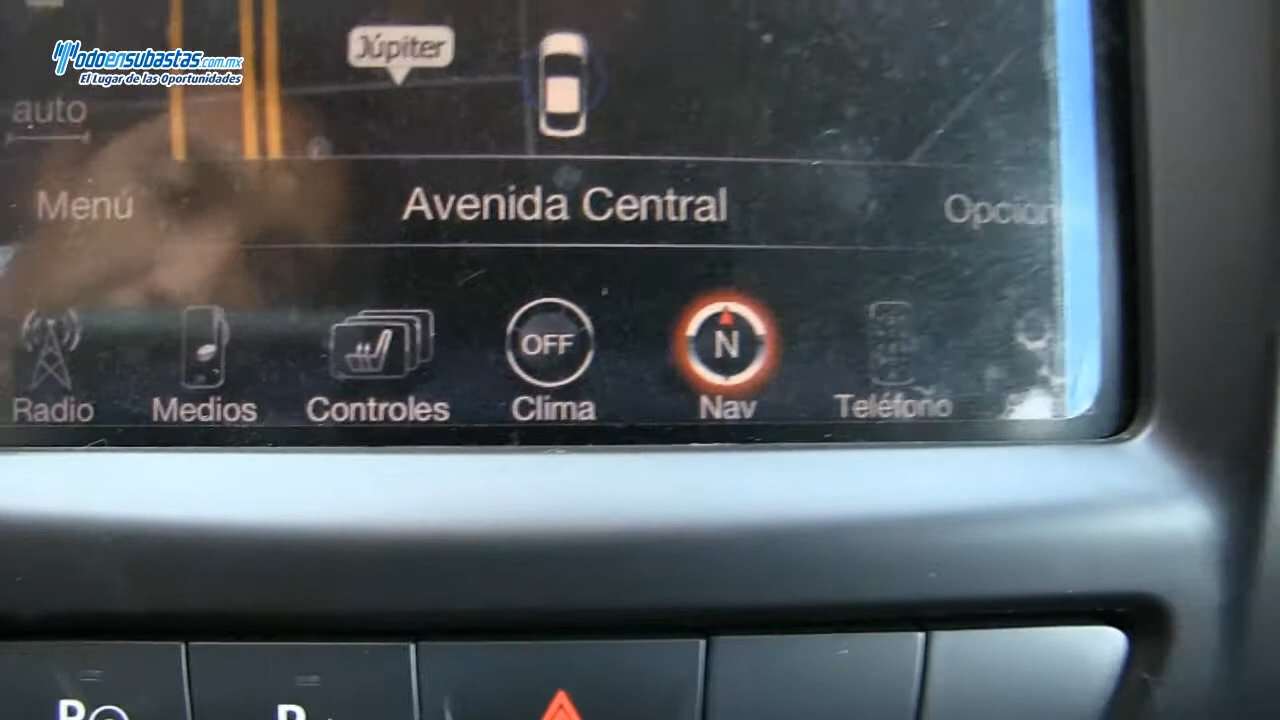 Todoensubastas.com.mx
El Lugar de las Oportunidades
Júpiter
auto
Menú
Avenida Central
Opcion
OFF
N
Radio
Medios
Controles
Clima
Nav
Teléfono
P
P